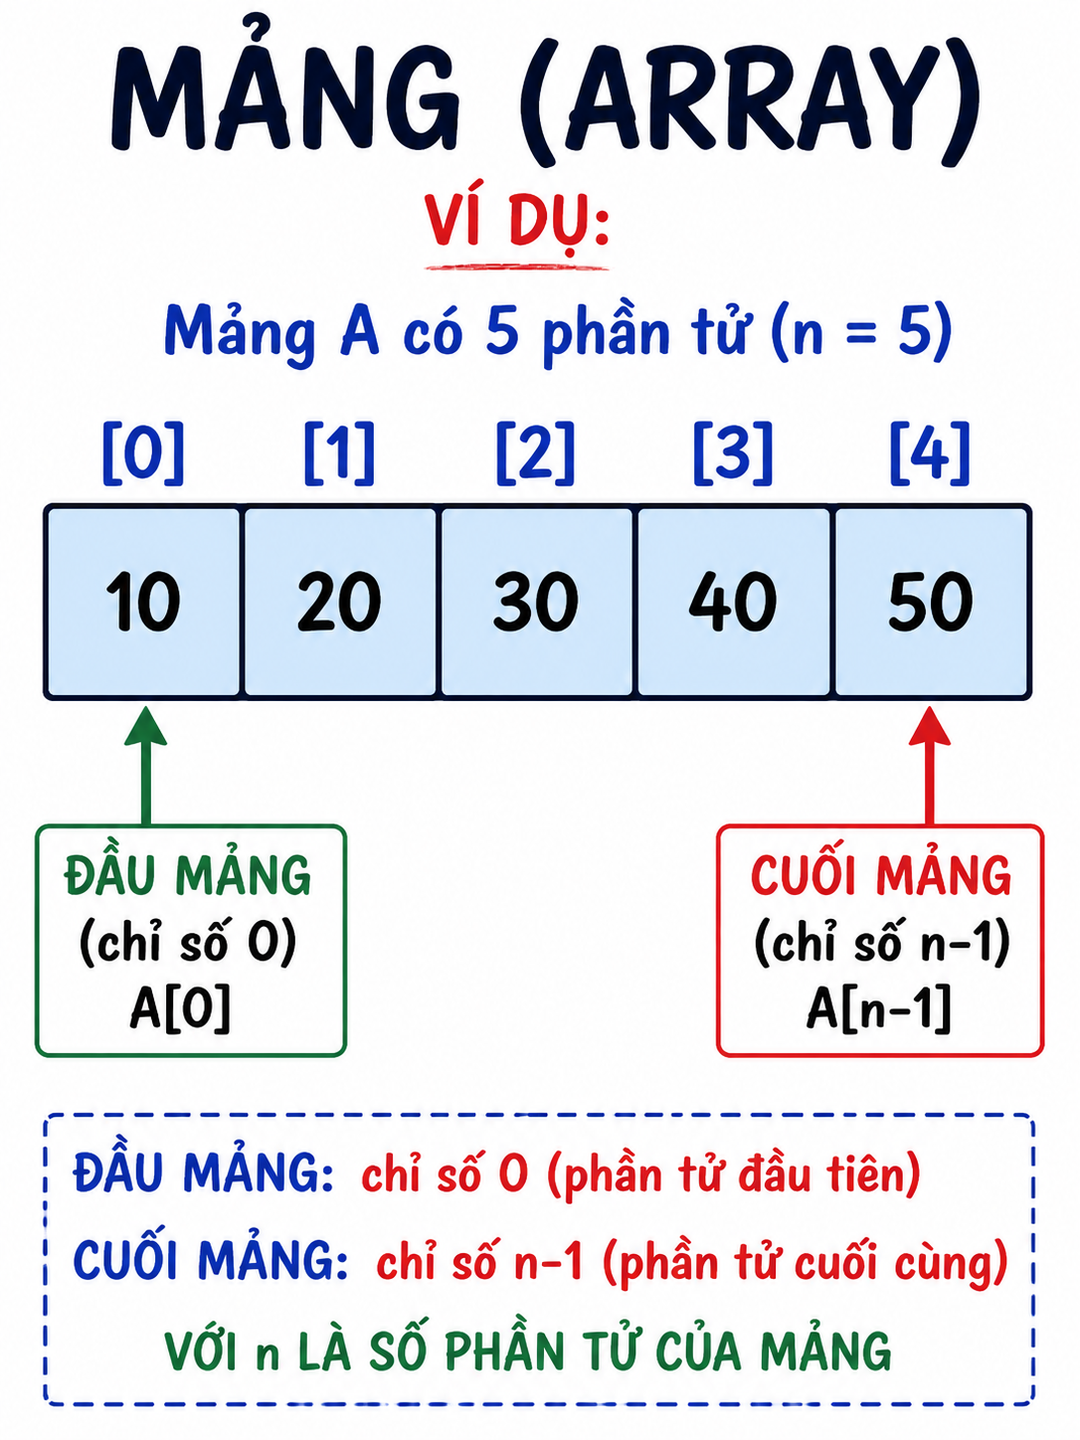 MẢNG (ARRAY)
VÍ DỤ:
Mảng A có 5 phần tử (n = 5)
[0] [1] [2] [3] [4]
10 20 30 40 50
ĐẦU MẢNG
(chỉ số 0)
A[0]
CUỐI MẢNG
(chỉ số n-1)
A[n-1]
ĐẦU MẢNG: chỉ số 0 (phần tử đầu tiên)
CUỐI MẢNG: chỉ số n-1 (phần tử cuối cùng)
VỚI n LÀ SỐ PHẦN TỬ CỦA MẢNG